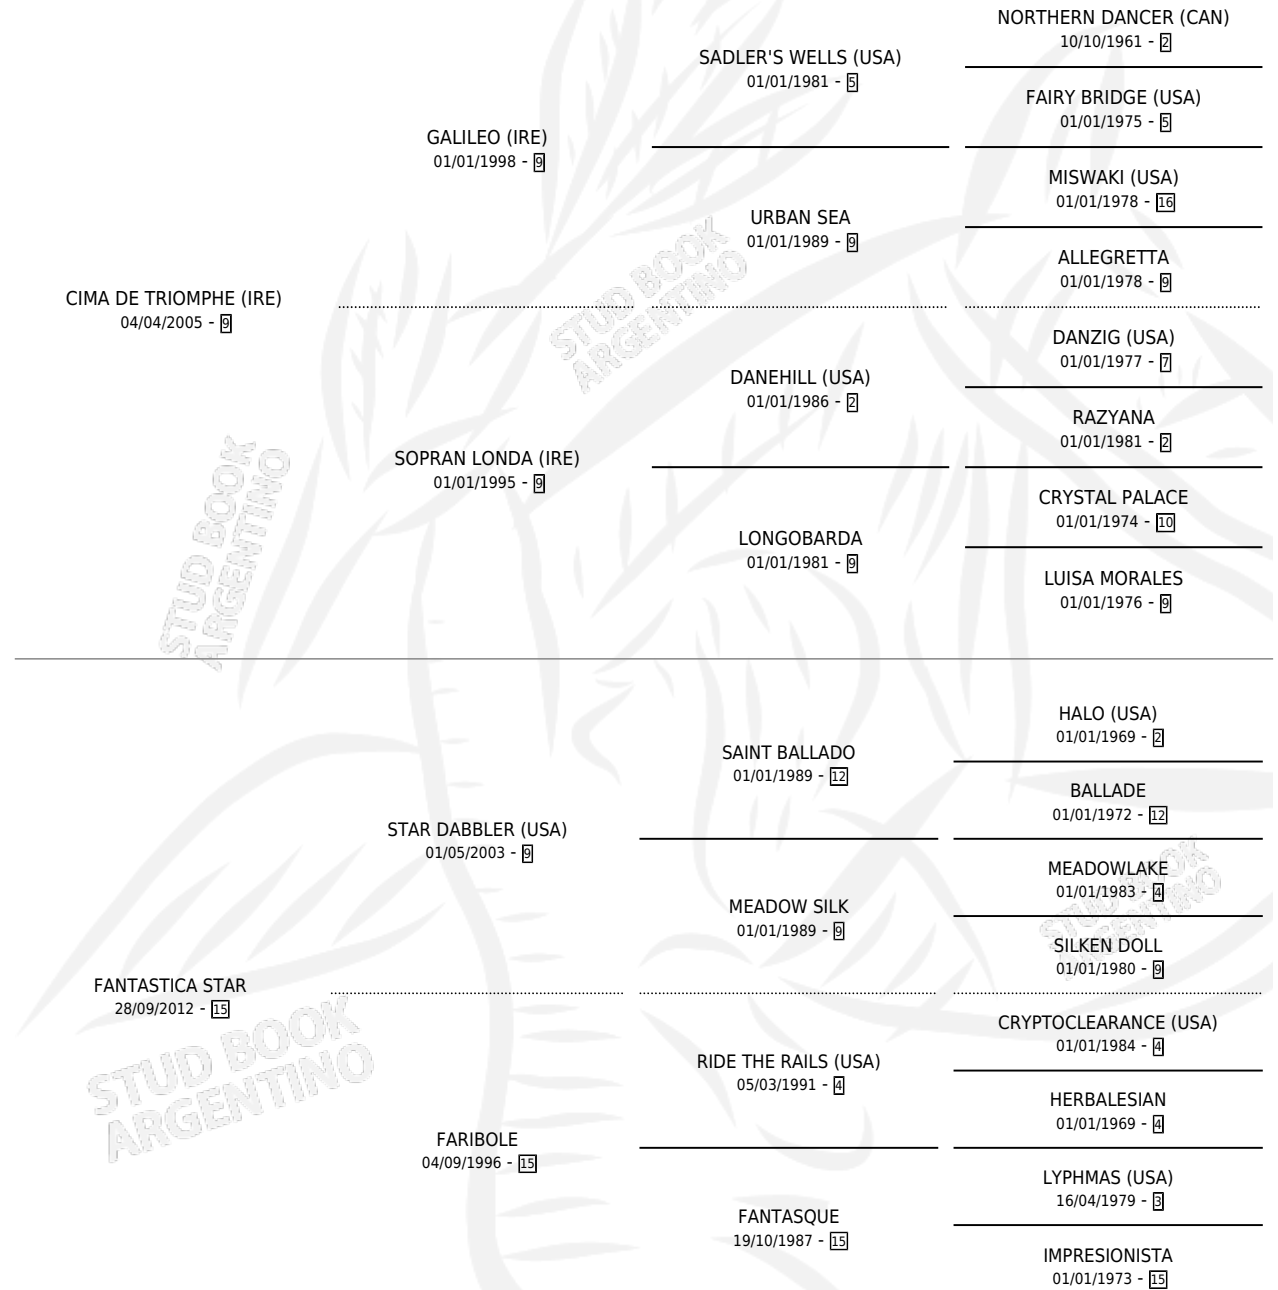 NORTHERN DANCER (CAN)
10/10/1961 - 2
SADLER'S WELLS (USA)
01/01/1981 - 5
FAIRY BRIDGE (USA)
01/01/1975 - 5
GALILEO (IRE)
01/01/1998 - 9
MISWAKI (USA)
01/01/1978 - 16
URBAN SEA
01/01/1989 - 9
ALLEGRETTA
01/01/1978 - 9
CIMA DE TRIOMPHE (IRE)
04/04/2005 - 9
STUD BOOK
ARGENTINO
DANZIG (USA)
01/01/1977 - 7
DANEHILL (USA)
01/01/1986 - 2
RAZYANA
01/01/1981 - 2
SOPRAN LONDA (IRE)
01/01/1995 - 9
CRYSTAL PALACE
01/01/1974 - 10
LONGOBARDA
01/01/1981 - 9
LUISA MORALES
01/01/1976 - 9
STUD BOOK
ARGENTINO
HALO (USA)
01/01/1969 - 2
SAINT BALLADO
01/01/1989 - 12
BALLADE
01/01/1972 - 12
STAR DABBLER (USA)
01/05/2003 - 9
MEADOWLAKE
01/01/1983 - 4
MEADOW SILK
01/01/1989 - 9
STUD BOOK
ARGENTINO
SILKEN DOLL
01/01/1980 - 9
FANTASTICA STAR
28/09/2012 - 15
STUD BOOK
ARGENTINO
CRYPTOCLEARANCE (USA)
01/01/1984 - 4
RIDE THE RAILS (USA)
05/03/1991 - 4
HERBALESIAN
01/01/1969 - 4
FARIBOLE
04/09/1996 - 15
LYPHMAS (USA)
16/04/1979 - 3
FANTASQUE
19/10/1987 - 15
IMPRESIONISTA
01/01/1973 - 15